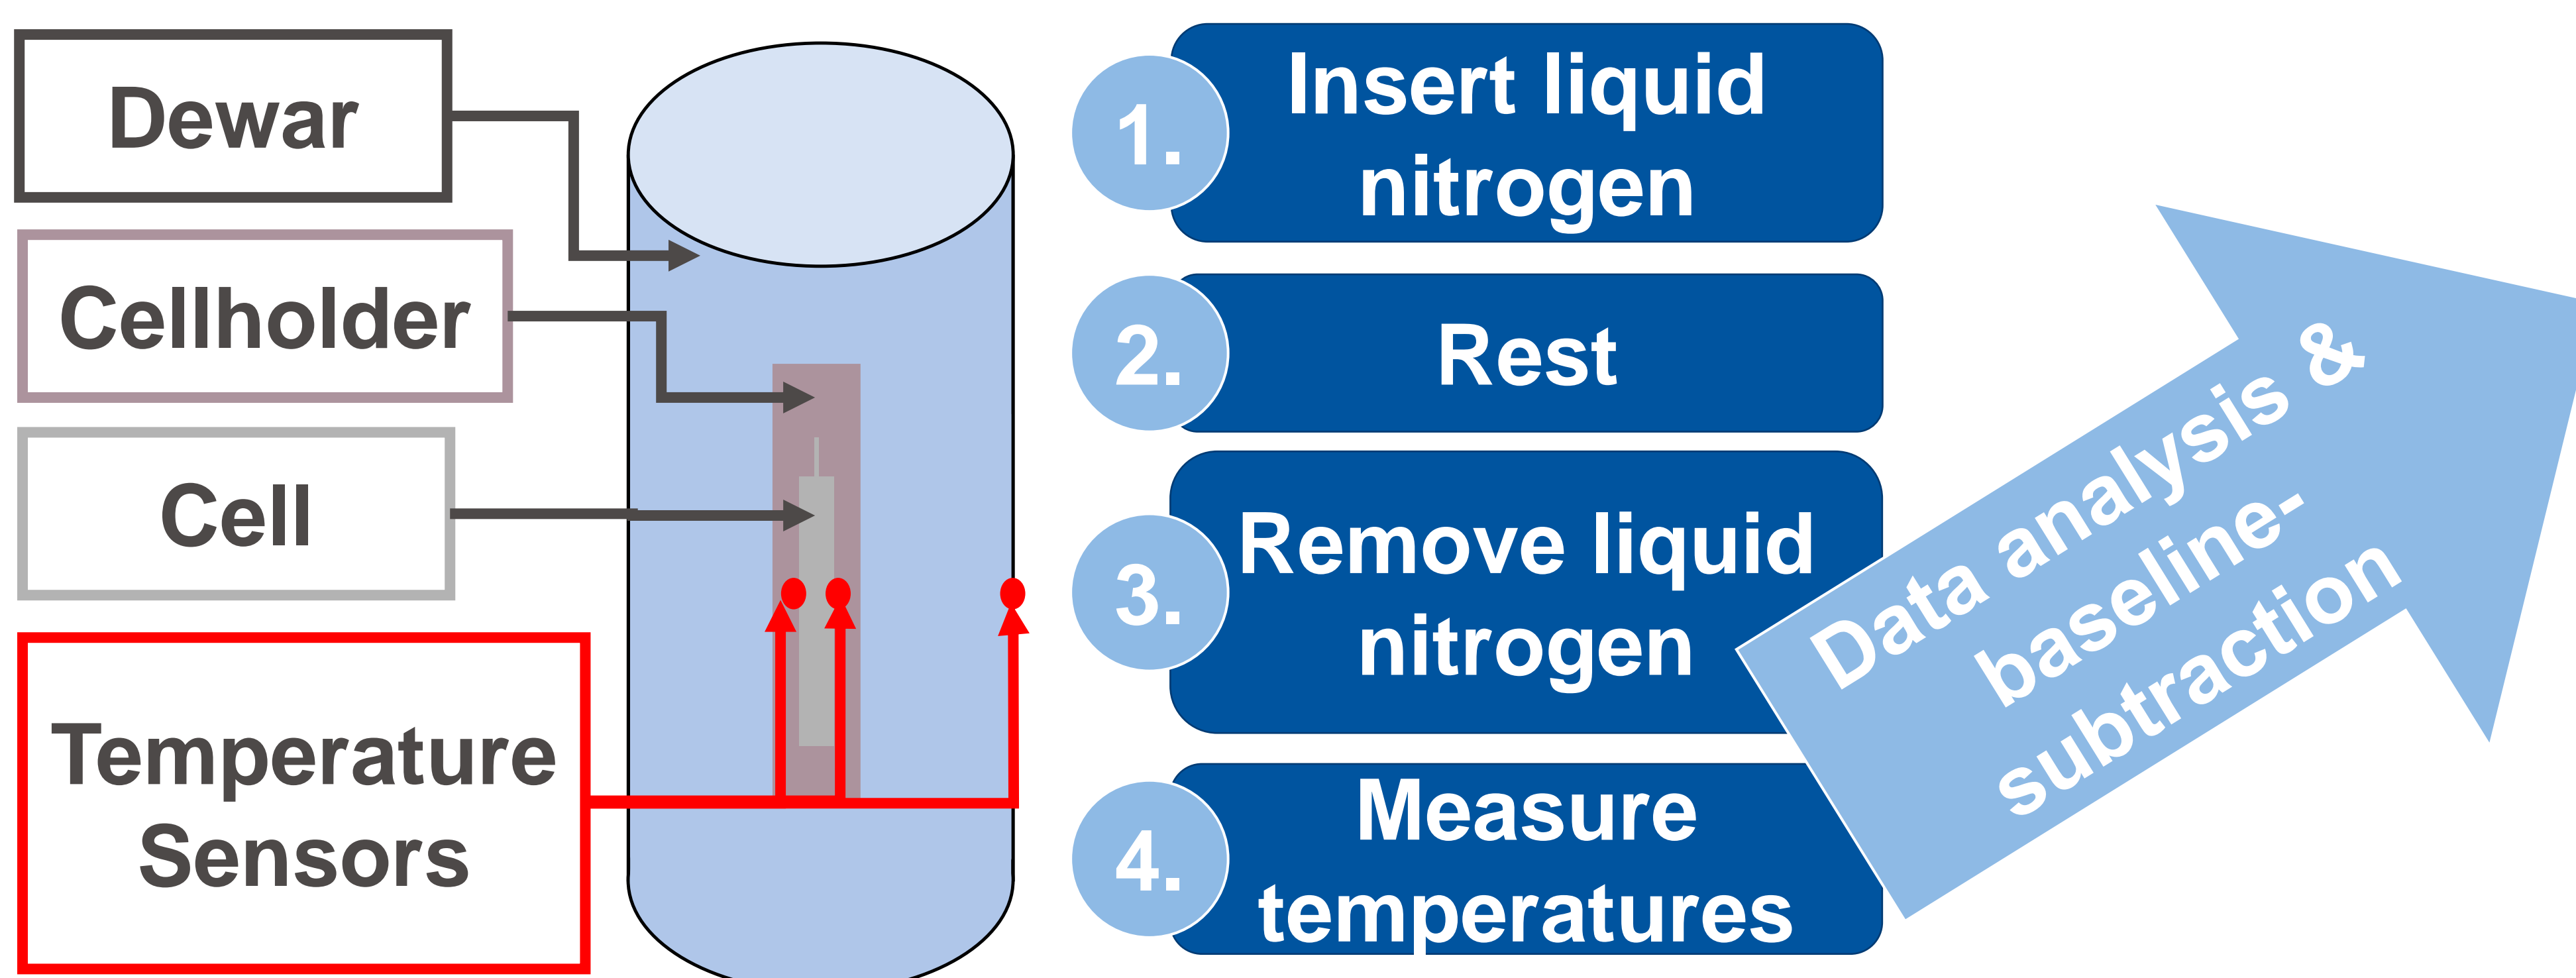 Dewar
Cellholder
Cell
Temperature
Sensors
1.
Insert liquid
nitrogen
2.
Rest
3.
Remove liquid
nitrogen
4.
Measure
temperatures
Data analysis &
baseline-
subtraction